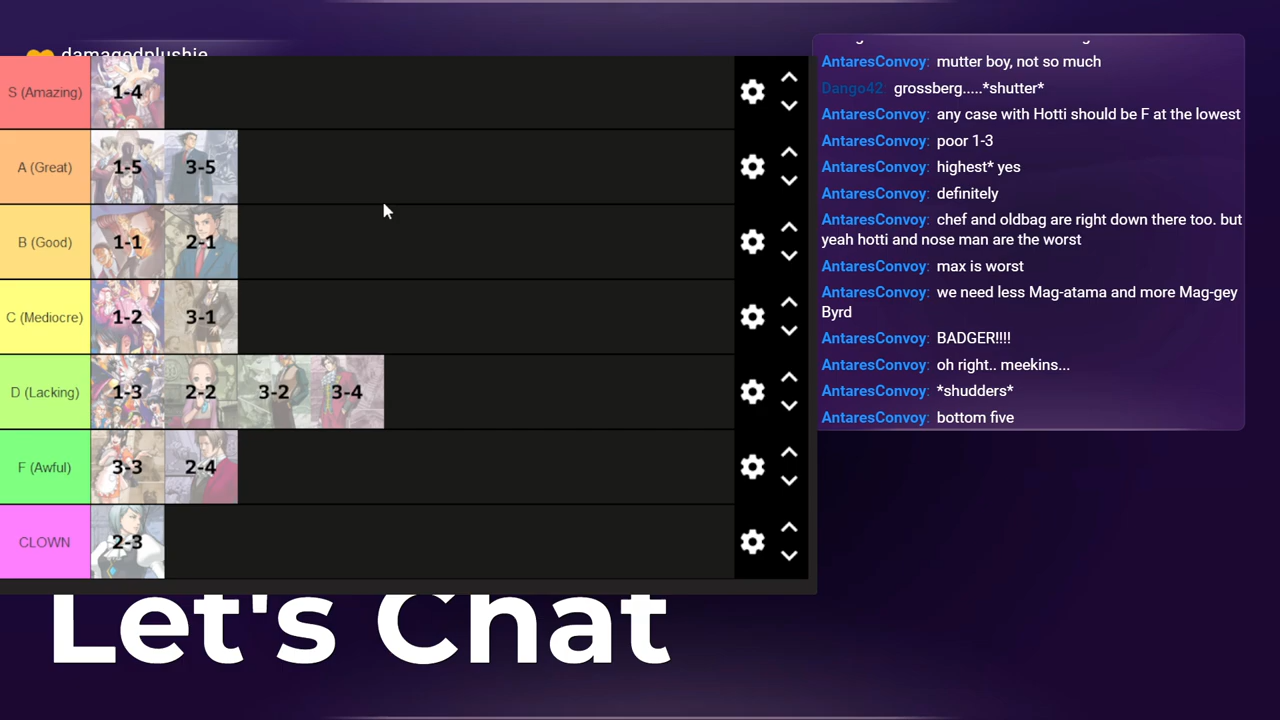 damagedplushie
S (Amazing)
1-4
A (Great)
1-5
3-5
B (Good)
1-1
2-1
C (Mediocre)
1-2
3-1
D (Lacking)
1-3
2-2
3-2
3-4
F (Awful)
3-3
2-4
CLOWN
2-3
Let's Chat
AntaresConvoy: mutter boy, not so much
Dango42: grossberg.....*shutter*
AntaresConvoy: any case with Hotti should be F at the lowest
AntaresConvoy: poor 1-3
AntaresConvoy: highest* yes
AntaresConvoy: definitely
AntaresConvoy: chef and oldbag are right down there too. but
yeah hotti and nose man are the worst
AntaresConvoy: max is worst
AntaresConvoy: we need less Mag-atama and more Mag-gey
Byrd
AntaresConvoy: BADGER!!!!
AntaresConvoy: oh right.. meekins...
AntaresConvoy: *shudders*
AntaresConvoy: bottom five